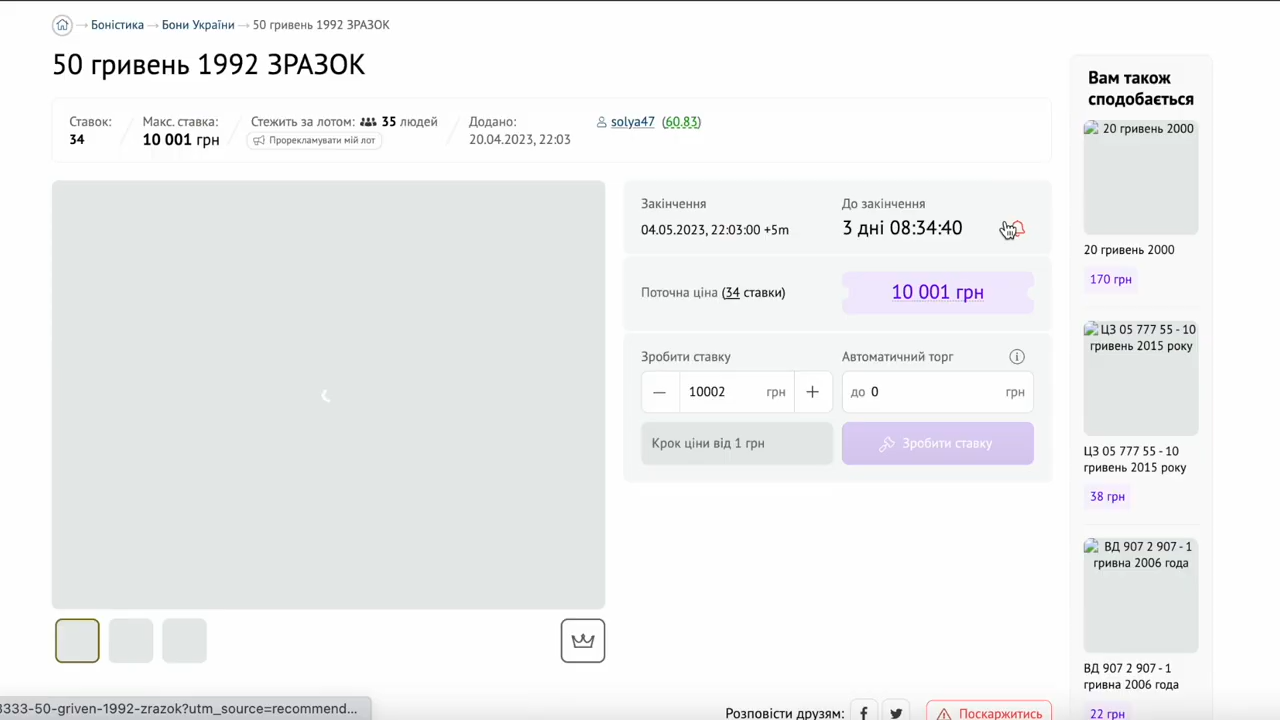 Боністика → Бони України → 50 гривень 1992 ЗРАЗОК
50 гривень 1992 ЗРАЗОК
Ставок:
34
Макс. ставка:
10 001 грн
Стежить за лотом: 35 людей
Прорекламувати мій лот
Додано:
20.04.2023, 22:03
solya47 (60.83)
Закінчення
04.05.2023, 22:03:00 +5m
До закінчення
3 дні 08:34:40
Поточна ціна (34 ставки)
10 001 грн
Зробити ставку
— 10002 грн +
Крок ціни від 1 грн
Автоматичний торг
до 0 грн
Зробити ставку
Розповісти друзям:
Поскаржитись
Вам також
сподобається
20 гривень 2000
20 гривень 2000
170 грн
ЦЗ 05 777 55 - 10
гривень 2015 року
ЦЗ 05 777 55 - 10
гривень 2015 року
38 грн
ВД 907 2 907 - 1
гривна 2006 года
ВД 907 2 907 - 1
гривна 2006 года
22 грн
3333-50-griven-1992-zrazok?utm_source=recommend...